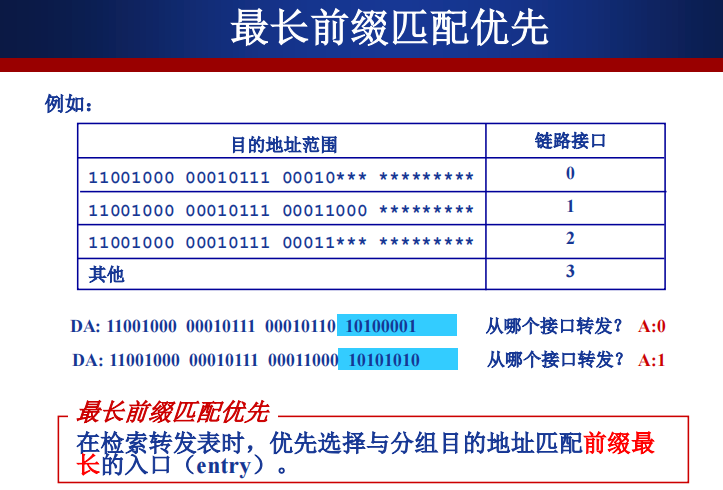 最长前缀匹配优先
例如：
目的地址范围 链路接口
11001000 00010111 00010*** ********* 0
11001000 00010111 00011000 ********* 1
11001000 00010111 00011*** ********* 2
其他 3
DA: 11001000 00010111 00010110 10100001 从哪个接口转发？ A:0
DA: 11001000 00010111 00011000 10101010 从哪个接口转发？ A:1
最长前缀匹配优先
在检索转发表时，优先选择与分组目的地址匹配前缀最
长的入口（entry）。